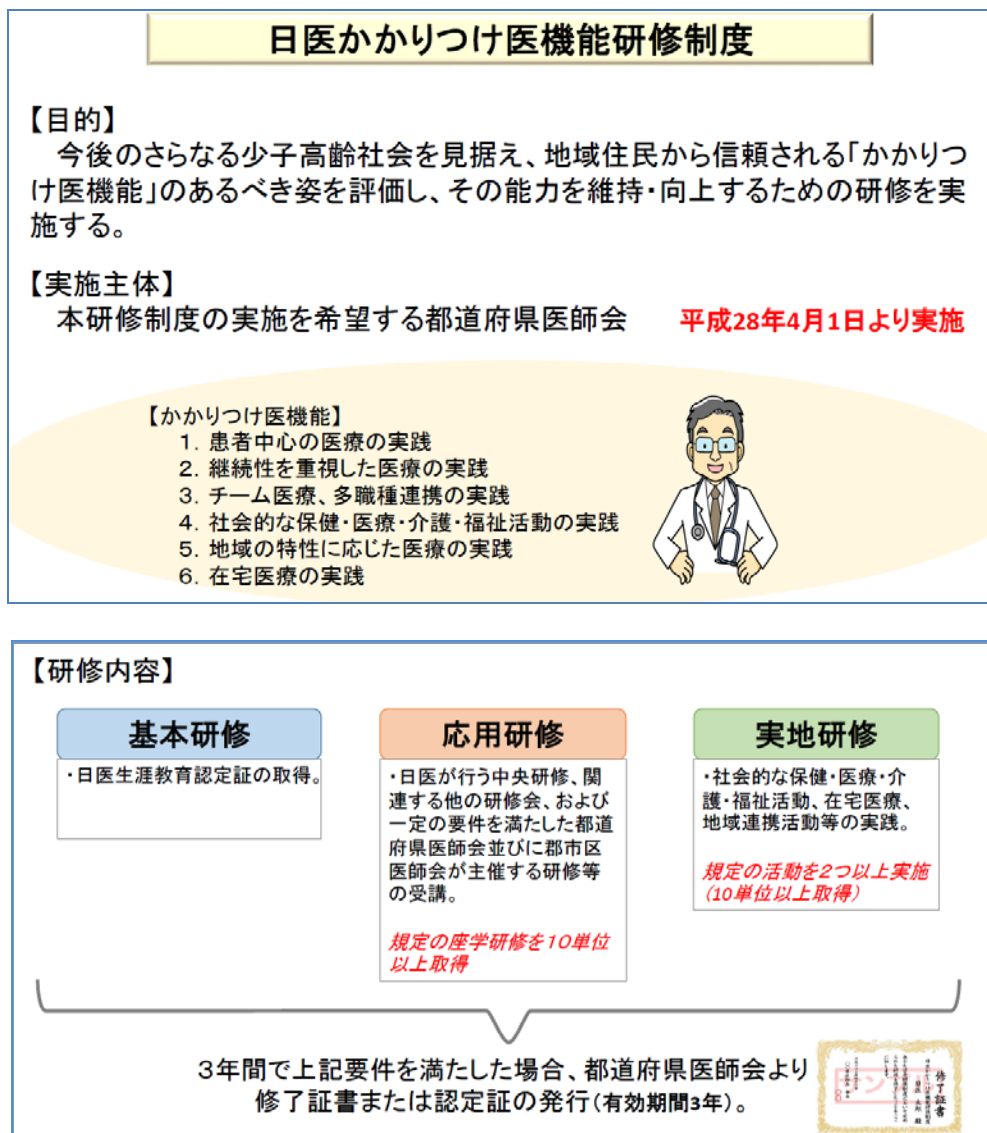 日医かかりつけ医機能研修制度
【目的】
今後のさらなる少子高齢社会を見据え、地域住民から信頼される「かかりつ
け医機能」のあるべき姿を評価し、その能力を維持・向上するための研修を実
施する。
【実施主体】
本研修制度の実施を希望する都道府県医師会　平成28年4月1日より実施
【かかりつけ医機能】
1．患者中心の医療の実践
2．継続性を重視した医療の実践
3．チーム医療、多職種連携の実践
4．社会的な保健・医療・介護・福祉活動の実践
5．地域の特性に応じた医療の実践
6．在宅医療の実践
【研修内容】
基本研修
・日医生涯教育認定証の取得。
応用研修
・日医が行う中央研修、関
連する他の研修会、および
一定の要件を満たした都道
府県医師会並びに郡市区
医師会が主催する研修等
の受講。
規定の座学研修を10単位
以上取得
実地研修
・社会的な保健・医療・介
護・福祉活動、在宅医療、
地域連携活動等の実践。
規定の活動を2つ以上実施
（10単位以上取得）
3年間で上記要件を満たした場合、都道府県医師会より
修了証書または認定証の発行（有効期間3年）。
修了証書